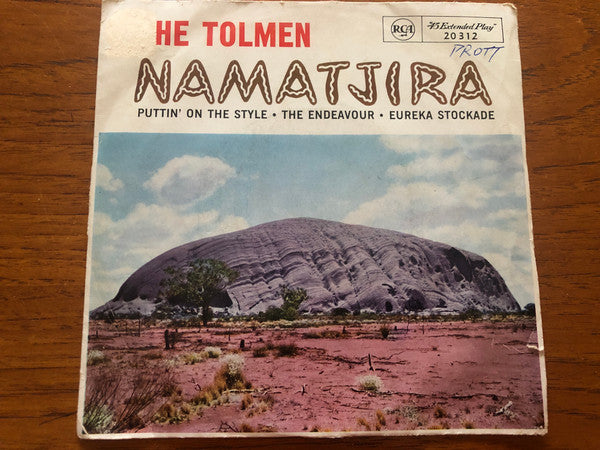 HE TOLMEN
RCA
"45 Extended Play"
20312
PROTT
NAMATJIRA
PUTTIN' ON THE STYLE • THE ENDEAVOUR • EUREKA STOCKADE